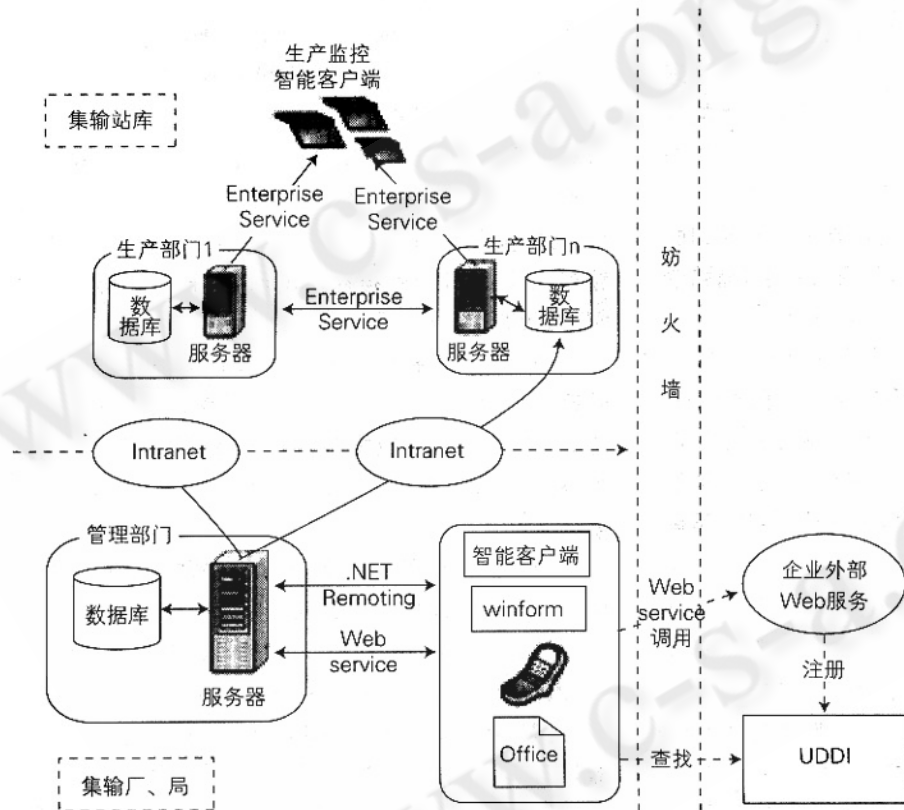 生产监控
智能客户端
集输站库
Enterprise
Service
Enterprise
Service
生产部门1
数
据库
服务器
Enterprise
Service
生产部门n
服务器
数
据库
妨
火
墙
Intranet
Intranet
管理部门
数据库
服务器
.NET
Remoting
Web
service
智能客户端
winform
Office
Web
service
调用
企业外部
Web服务
注册
查找
UDDI
集输厂、局
www.c-s-a.org
www.c-s-a.